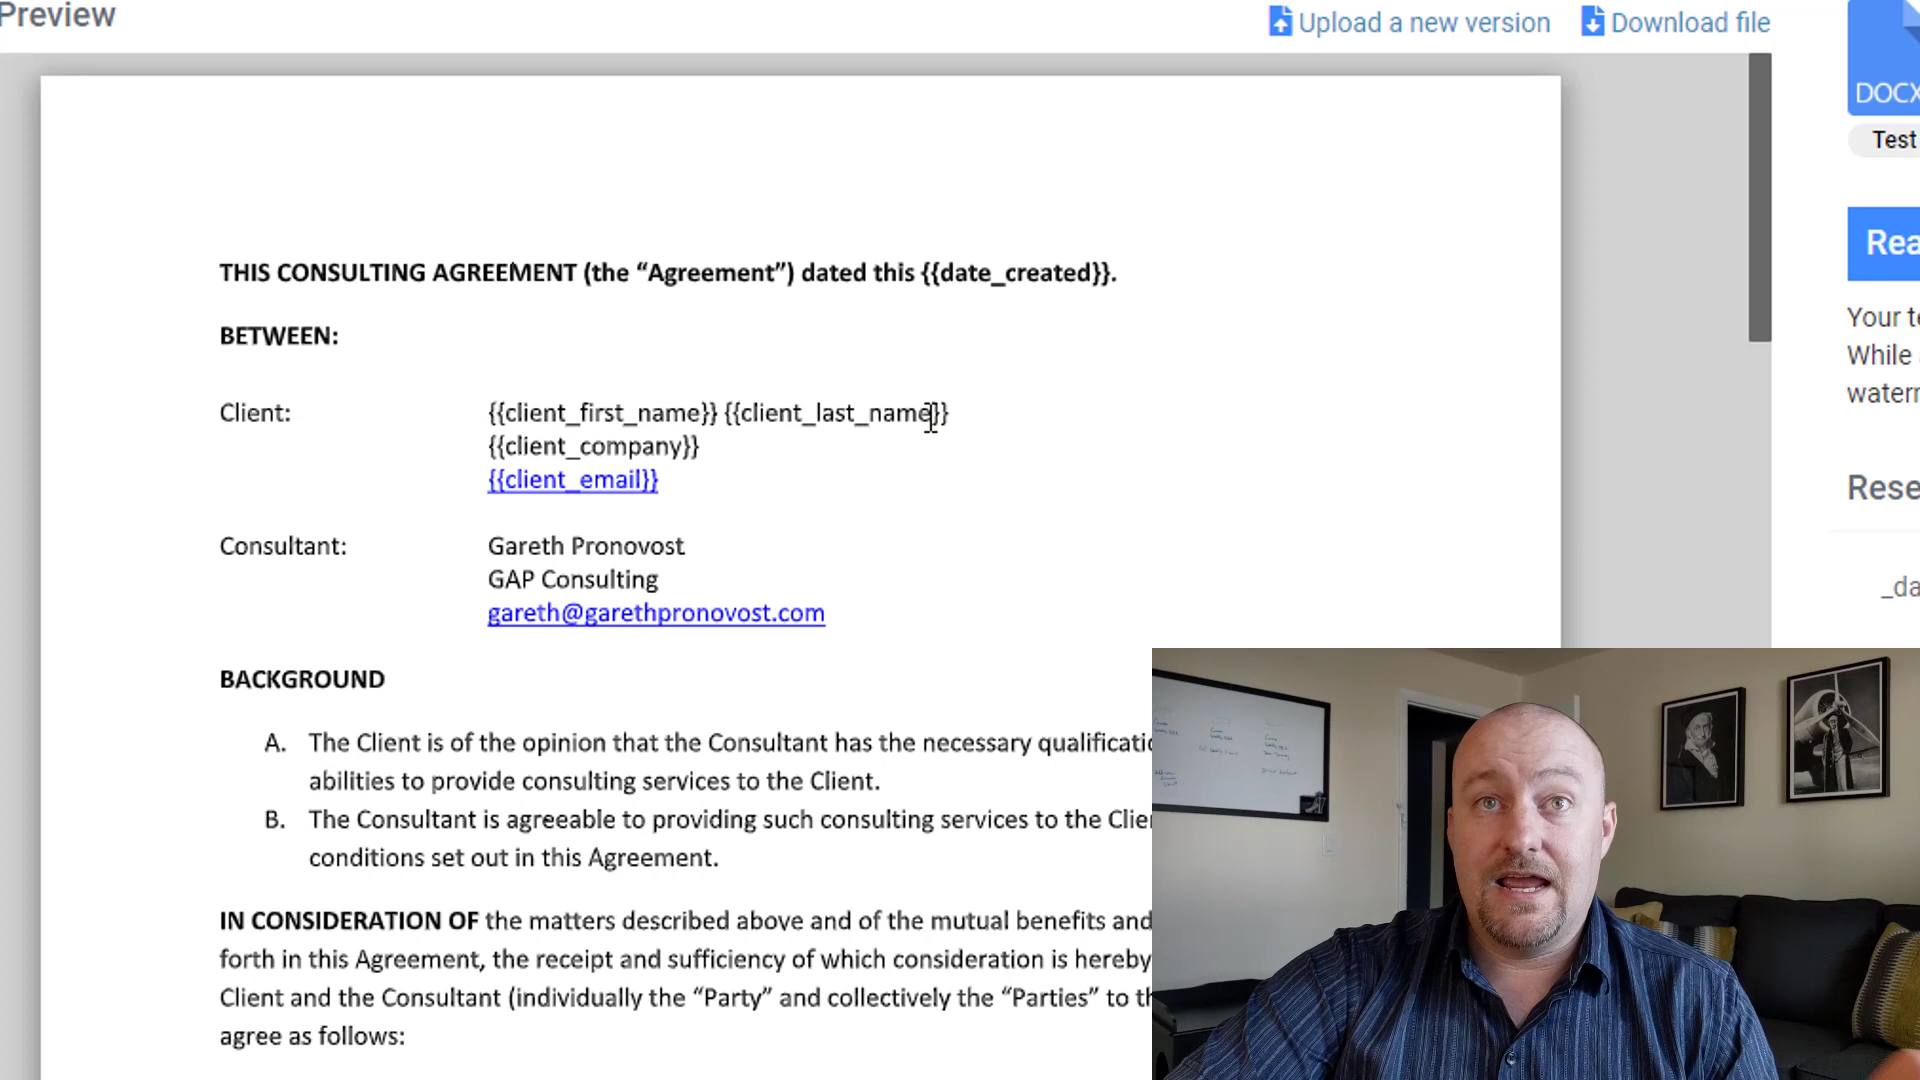 Preview
Upload a new version
Download file
DOCX
Test
THIS CONSULTING AGREEMENT (the “Agreement”) dated this {{date_created}}.
BETWEEN:
Client:
{{client_first_name}} {{client_last_name}}
{{client_company}}
{{client_email}}
Consultant:
Gareth Pronovost
GAP Consulting
gareth@garethpronovost.com
BACKGROUND
A. The Client is of the opinion that the Consultant has the necessary
abilities to provide consulting services to the Client.
B. The Consultant is agreeable to providing such consulting services to the
conditions set out in this Agreement.
IN CONSIDERATION OF the matters described above and of the mutual benefits and
forth in this Agreement, the receipt and sufficiency of which consideration is hereby
Client and the Consultant (individually the “Party” and collectively the “Parties” to
agree as follows:
Rea
Your
While
Rese
_da